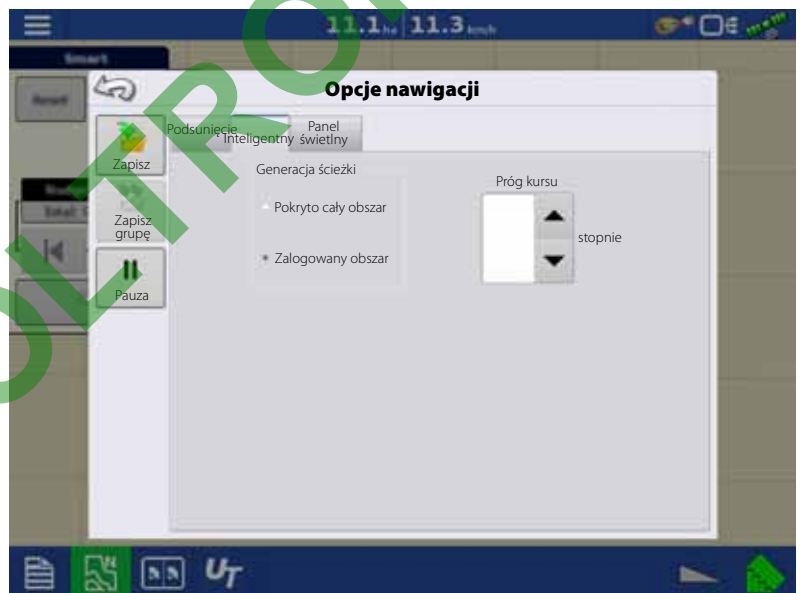 11.1 ha 11.3 km/h
Smart
Reset
Opcje nawigacji
Podsunięcie Inteligentny Panel świetlny
Zapisz
Generacja ścieżki
Próg kursu
Pokryto cały obszar
Zapisz
grupę
stopnie
Zalogowany obszar
Pauza
UT